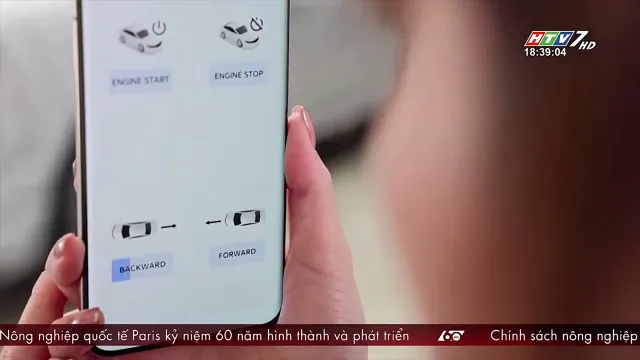 HTV7 HD
18:39:04
ENGINE START
ENGINE STOP
BACKWARD
FORWARD
Nông nghiệp quốc tế Paris kỷ niệm 60 năm hình thành và phát triển
60
Chính sách nông nghiệp